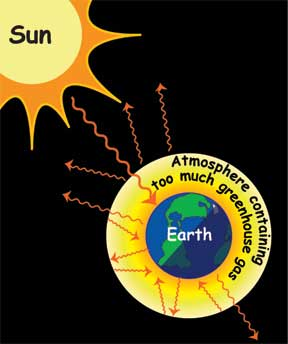 Sun
Atmosphere containing
too much greenhouse gas
Earth